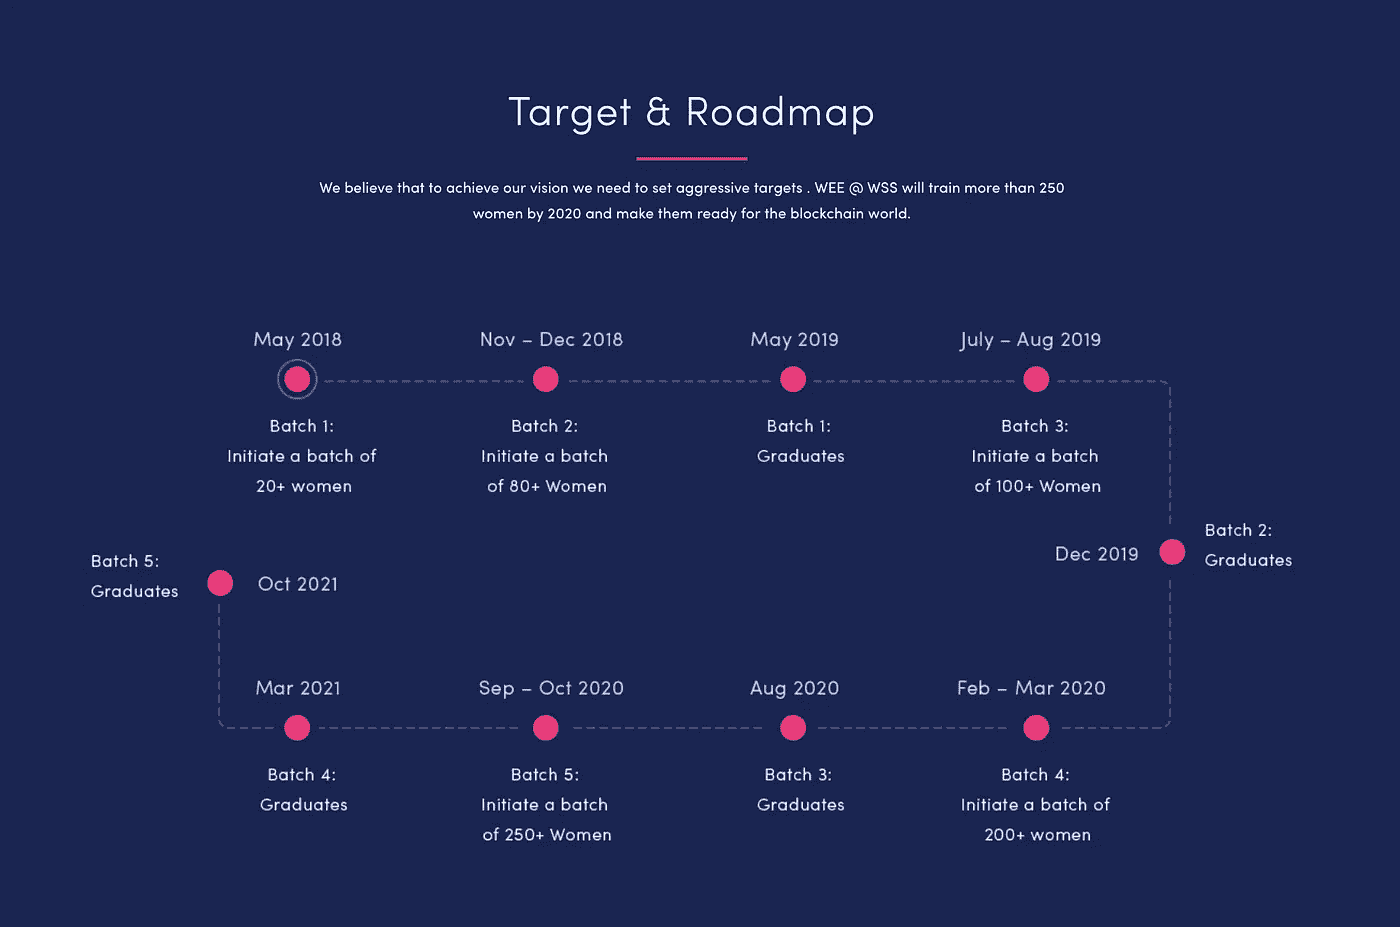 Target & Roadmap
We believe that to achieve our vision we need to set aggressive targets . WEE @ WSS will train more than 250
women by 2020 and make them ready for the blockchain world.
May 2018
Batch 1:
Initiate a batch of
20+ women
Nov – Dec 2018
Batch 2:
Initiate a batch
of 80+ Women
May 2019
Batch 1:
Graduates
July – Aug 2019
Batch 3:
Initiate a batch
of 100+ Women
Dec 2019
Batch 2:
Graduates
Feb – Mar 2020
Batch 4:
Initiate a batch of
200+ women
Aug 2020
Batch 3:
Graduates
Sep – Oct 2020
Batch 5:
Initiate a batch
of 250+ Women
Mar 2021
Batch 4:
Graduates
Oct 2021
Batch 5:
Graduates